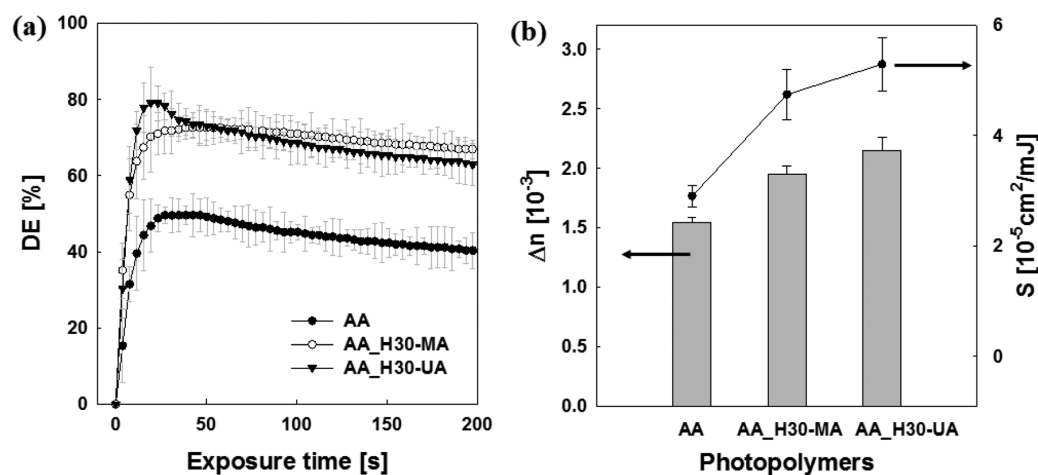 (a)
100
80
60
40
20
0
DE [%]
AA
AA_H30-MA
AA_H30-UA
0 50 100 150 200
Exposure time [s]
(b)
3.0
2.5
2.0
1.5
1.0
0.5
0.0
Δn [10⁻³]
6
4
2
0
S [10⁻⁵cm²/mJ]
AA AA_H30-MA AA_H30-UA
Photopolymers